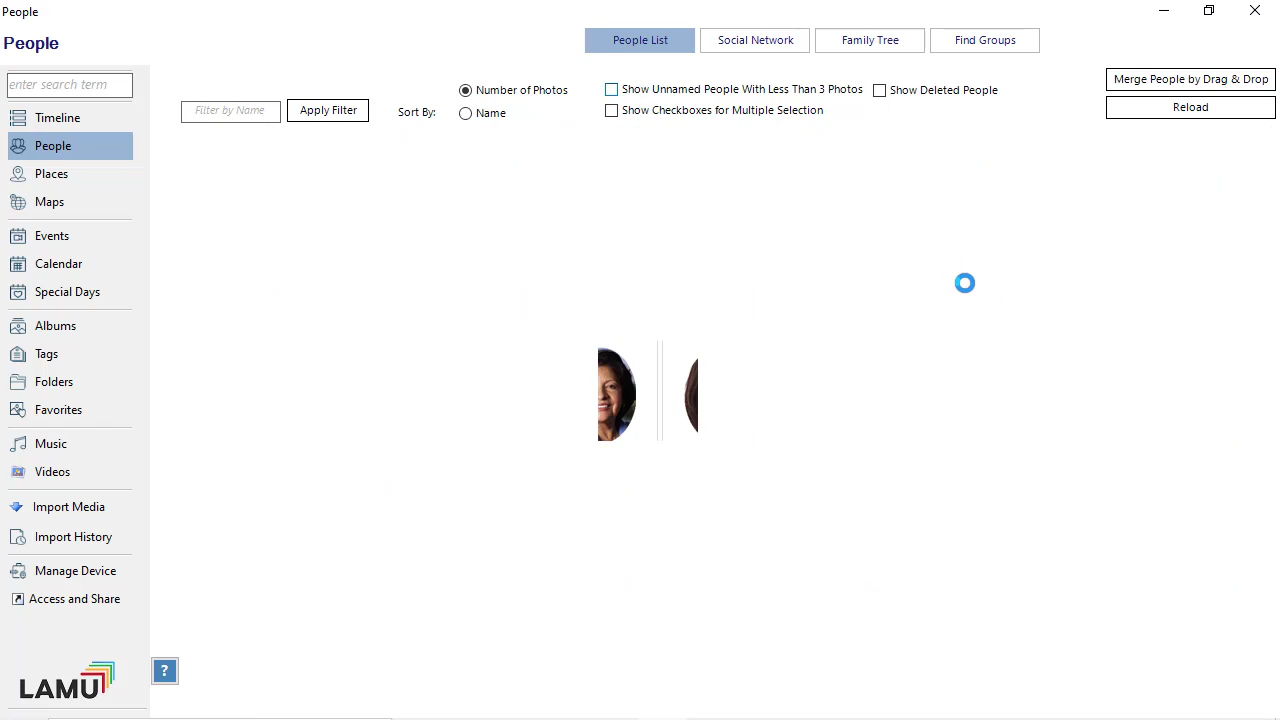 People
People
People List
Social Network
Family Tree
Find Groups
enter search term
Filter by Name
Apply Filter
Sort By:
Number of Photos
Name
Show Unnamed People With Less Than 3 Photos
Show Deleted People
Show Checkboxes for Multiple Selection
Merge People by Drag & Drop
Reload
Timeline
People
Places
Maps
Events
Calendar
Special Days
Albums
Tags
Folders
Favorites
Music
Videos
Import Media
Import History
Manage Device
Access and Share
LAMU
?